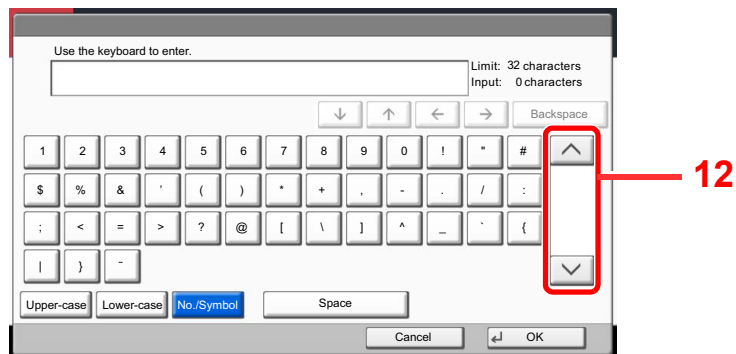 Use the keyboard to enter.
Limit: 32 characters
Input: 0 characters
Backspace
1 2 3 4 5 6 7 8 9 0 ! " #
$ % & ' ( ) * + , - . / :
; < = > ? @ [ \ ] ^ _ ` {
| } ~
12
Upper-case Lower-case No./Symbol Space
Cancel OK